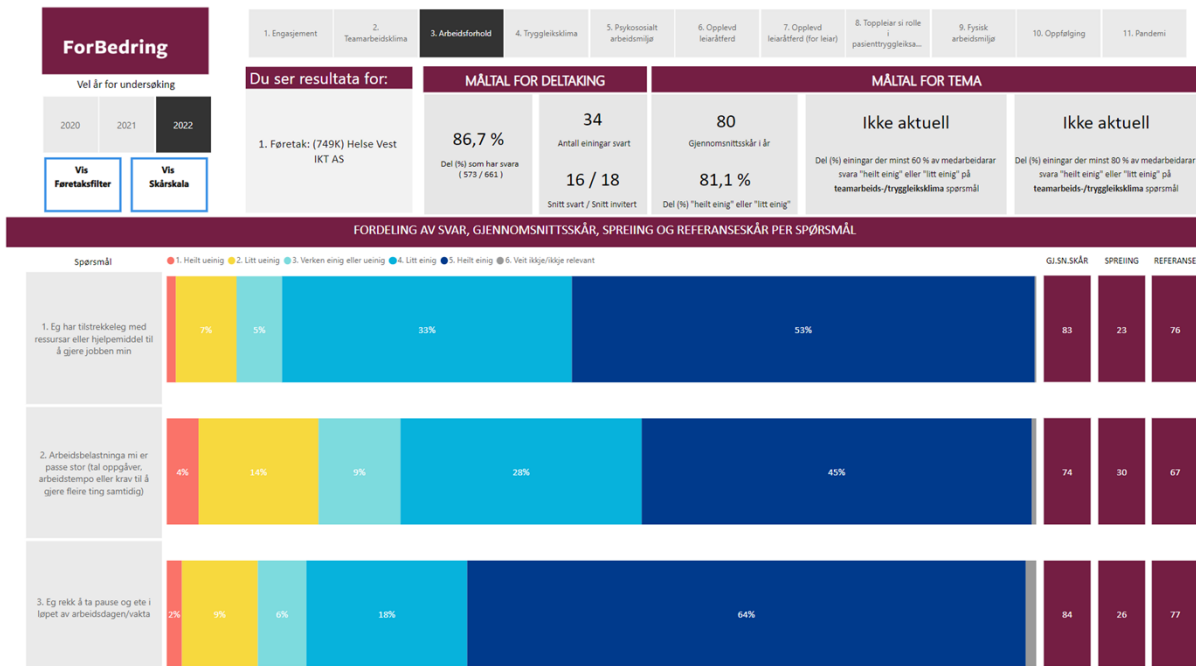 ForBedring
Vel år for undersøking
2020
2021
2022
Vis
Føretaksfilter
Vis
Skårskala
1. Engasjement
2.
Teamarbeidsklima
3. Arbeidsforhold
4. Tryggleiksklima
5. Psykososialt
arbeidsmiljø
6. Opplevd
leiaråtferd
7. Opplevd
leiaråtferd (for leiar)
8. Toppleiar si rolle
i
pasienttryggleiksa...
9. Fysisk
arbeidsmiljø
10. Oppfølging
11. Pandemi
Du ser resultata for:
1. Føretak: (749K) Helse Vest
IKT AS
MÅLTAL FOR DELTAKING
86,7 %
Del (%) som har svara
( 573 / 661 )
34
Antall einingar svart
16 / 18
Snitt svart / Snitt invitert
MÅLTAL FOR TEMA
80
Gjennomsnittsskår i år
81,1 %
Del (%) "heilt einig" eller "litt einig"
Ikke aktuell
Del (%) einingar der minst 60 % av medarbeidarar
svara "heilt einig" eller "litt einig" på
teamarbeids-/tryggleiksklima spørsmål
Ikke aktuell
Del (%) einingar der minst 80 % av medarbeidarar
svara "heilt einig" eller "litt einig" på
teamarbeids-/tryggleiksklima spørsmål
FORDELING AV SVAR, GJENNOMSNITTSSKÅR, SPREIING OG REFERANSESKÅR PER SPØRSMÅL
Spørsmål
1. Heilt ueinig 2. Litt ueinig 3. Verken einig eller ueinig 4. Litt einig 5. Heilt einig 6. Veit ikkje/ikkje relevant
GJ.SN.SKÅR
SPREIING
REFERANSE
1. Eg har tilstrekkeleg med
ressursar eller hjelpemiddel til
å gjere jobben min
7%
5%
33%
53%
83
23
76
2. Arbeidsbelastninga mi er
passe stor (tal oppgåver,
arbeidstempo eller krav til å
gjere fleire ting samtidig)
4%
14%
9%
28%
45%
74
30
67
3. Eg rekk å ta pause og ete i
løpet av arbeidsdagen/vakta
2%
9%
6%
18%
64%
84
26
77